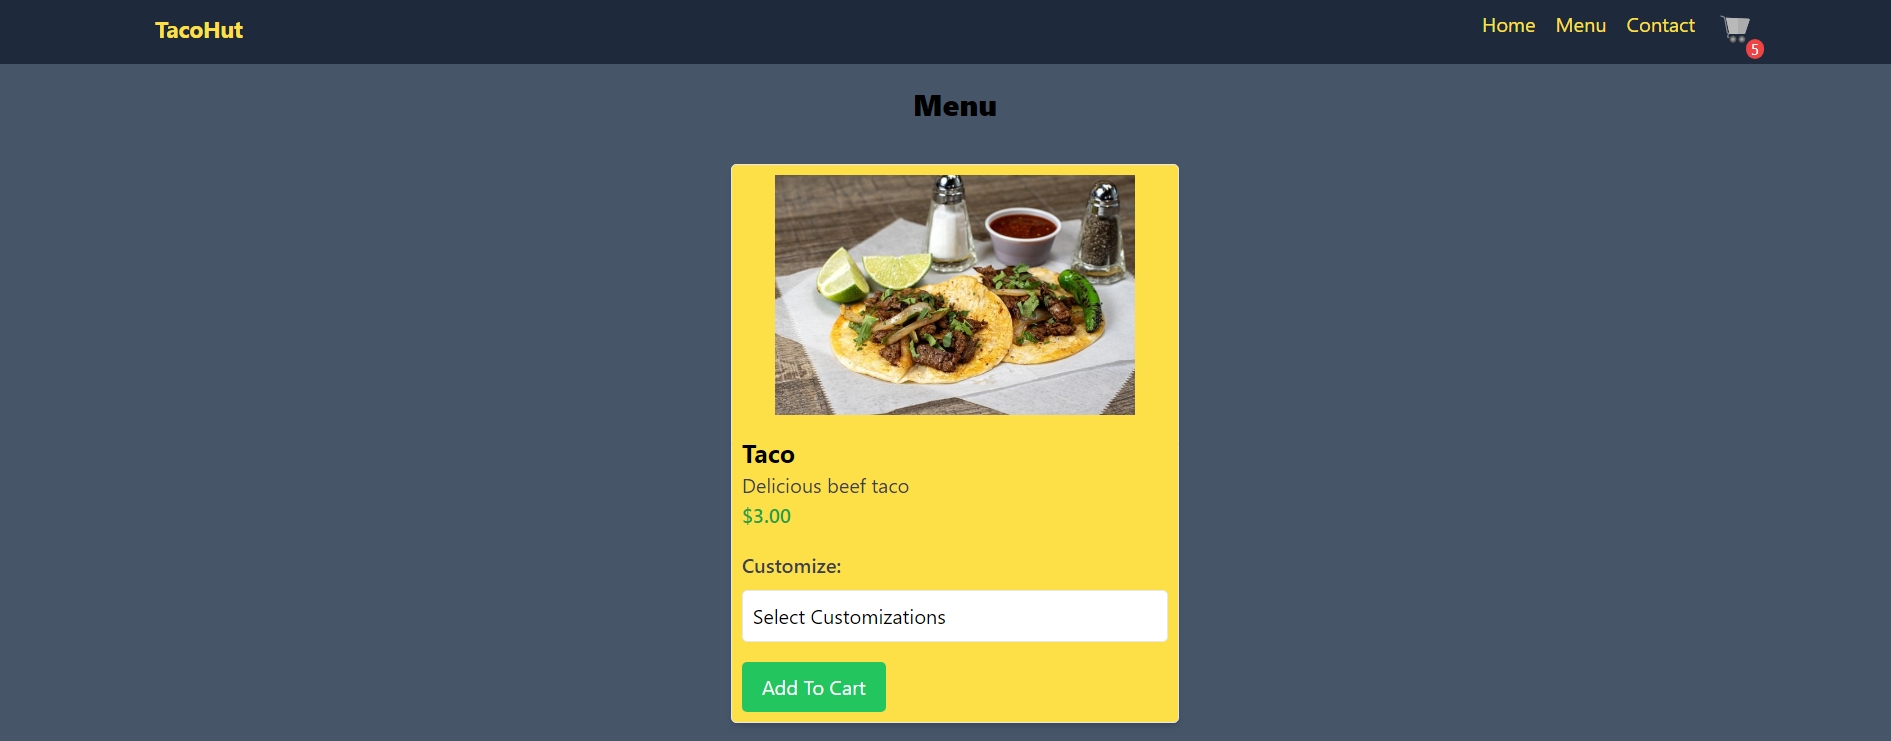 TacoHut
Home Menu Contact
5
Menu
Taco
Delicious beef taco
$3.00
Customize:
Select Customizations
Add To Cart